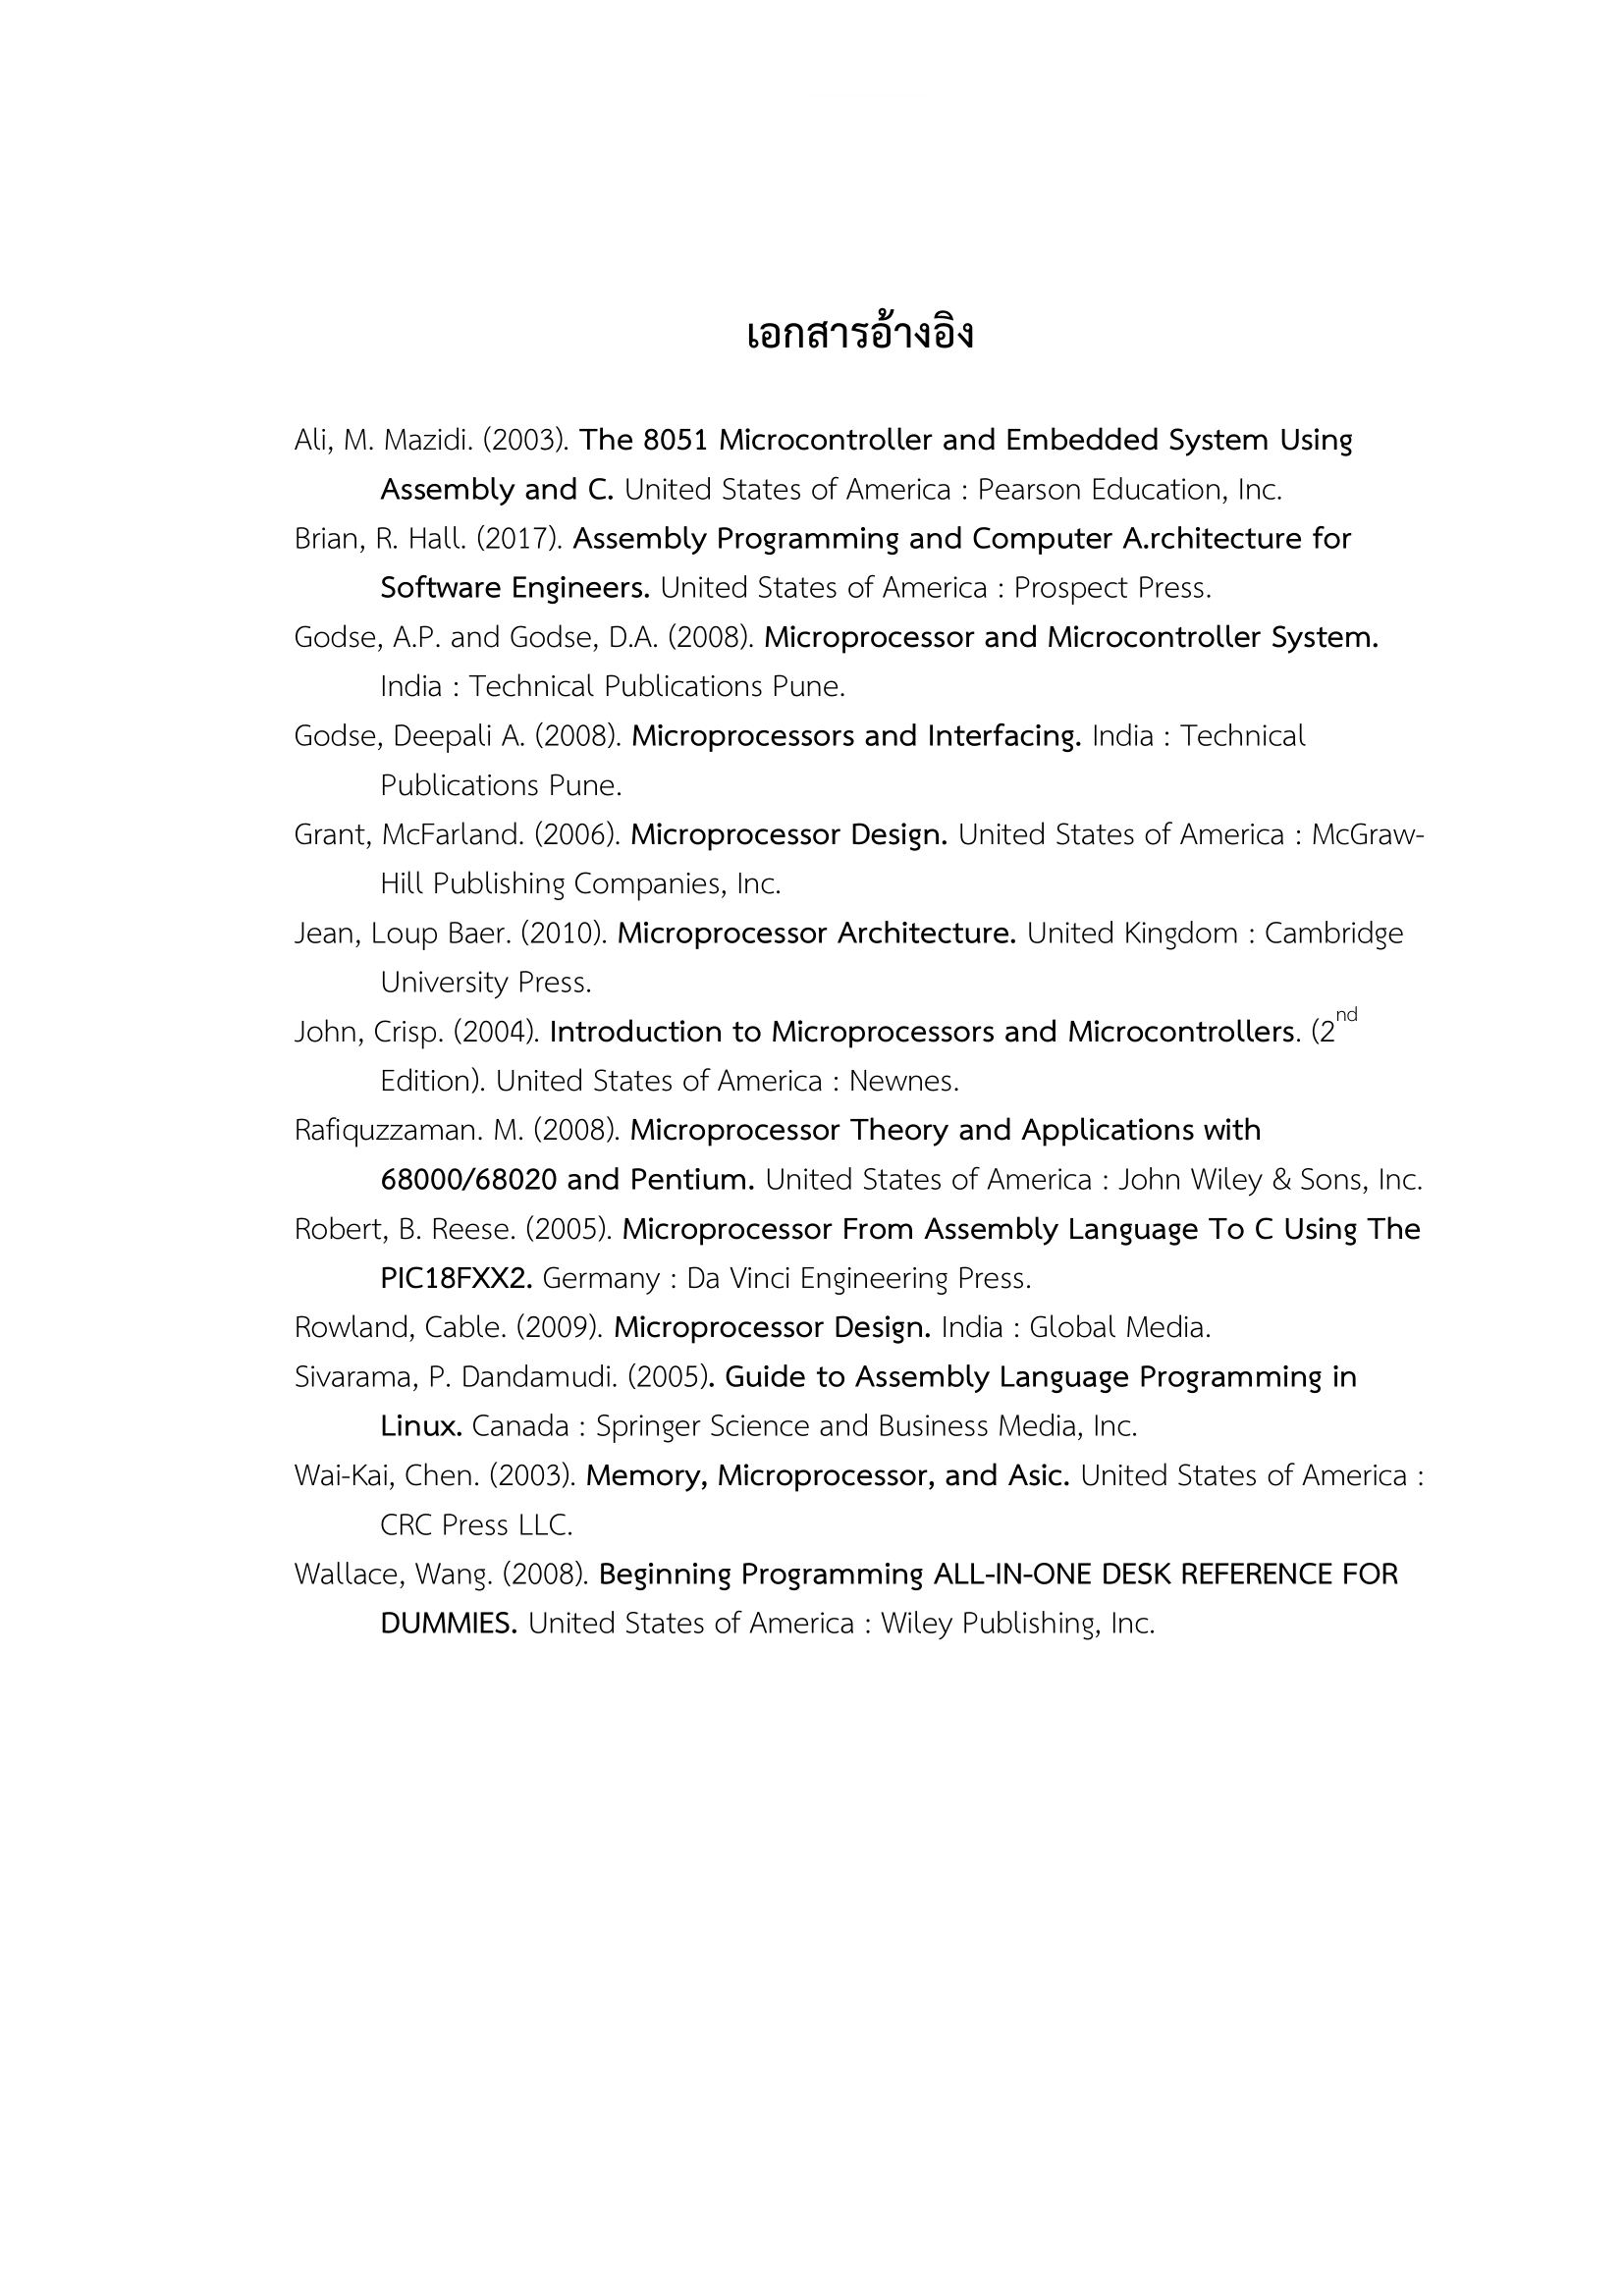 เอกสารอ้างอิง
Ali, M. Mazidi. (2003). The 8051 Microcontroller and Embedded System Using
Assembly and C. United States of America : Pearson Education, Inc.
Brian, R. Hall. (2017). Assembly Programming and Computer A.rchitecture for
Software Engineers. United States of America : Prospect Press.
Godse, A.P. and Godse, D.A. (2008). Microprocessor and Microcontroller System.
India : Technical Publications Pune.
Godse, Deepali A. (2008). Microprocessors and Interfacing. India : Technical
Publications Pune.
Grant, McFarland. (2006). Microprocessor Design. United States of America : McGraw-
Hill Publishing Companies, Inc.
Jean, Loup Baer. (2010). Microprocessor Architecture. United Kingdom : Cambridge
University Press.
John, Crisp. (2004). Introduction to Microprocessors and Microcontrollers. (2nd
Edition). United States of America : Newnes.
Rafiquzzaman. M. (2008). Microprocessor Theory and Applications with
68000/68020 and Pentium. United States of America : John Wiley & Sons, Inc.
Robert, B. Reese. (2005). Microprocessor From Assembly Language To C Using The
PIC18FXX2. Germany : Da Vinci Engineering Press.
Rowland, Cable. (2009). Microprocessor Design. India : Global Media.
Sivarama, P. Dandamudi. (2005). Guide to Assembly Language Programming in
Linux. Canada : Springer Science and Business Media, Inc.
Wai-Kai, Chen. (2003). Memory, Microprocessor, and Asic. United States of America :
CRC Press LLC.
Wallace, Wang. (2008). Beginning Programming ALL-IN-ONE DESK REFERENCE FOR
DUMMIES. United States of America : Wiley Publishing, Inc.